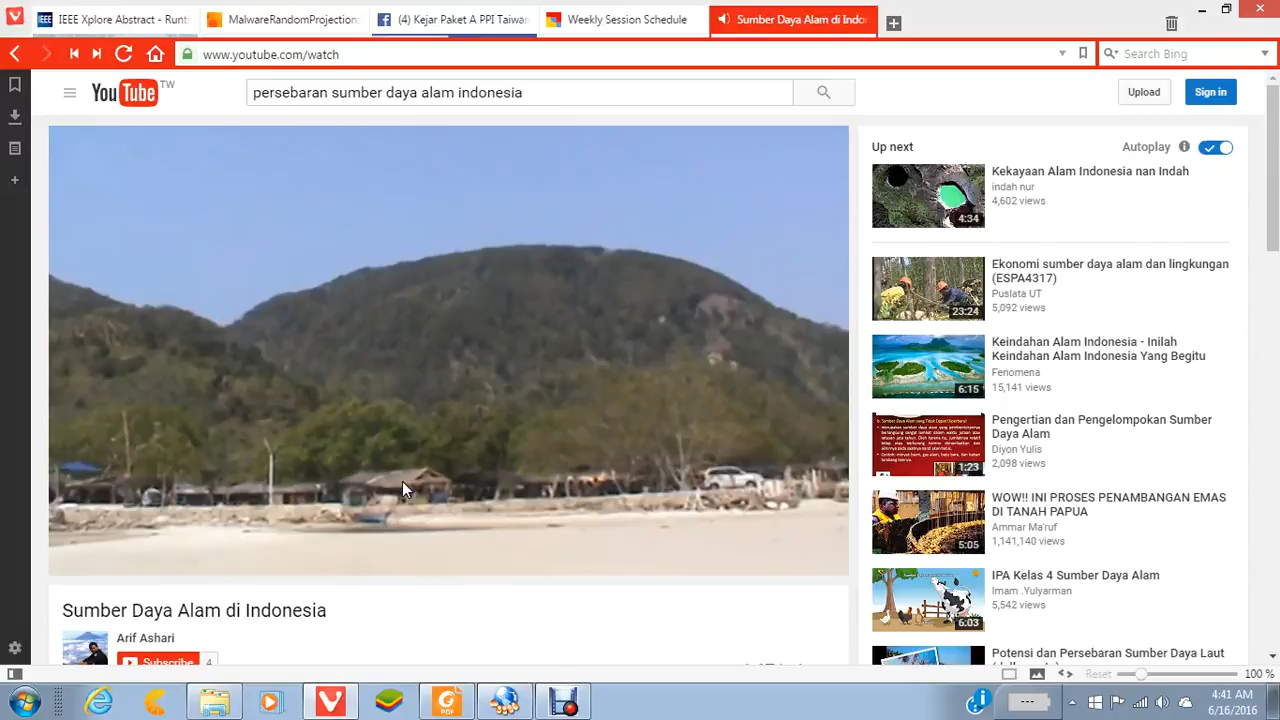 IEEE Xplore Abstract - Runt
MalwareRandomProjection
(4) Kejar Paket A PPI Taiwan
Weekly Session Schedule
Sumber Daya Alam di Indo
www.youtube.com/watch
Search Bing
YouTube TW
persebaran sumber daya alam indonesia
Upload
Sign in
Up next
Autoplay
Kekayaan Alam Indonesia nan Indah
indah nur
4,602 views
4:34
Ekonomi sumber daya alam dan lingkungan
(ESPA4317)
Puslata UT
5,092 views
23:24
Keindahan Alam Indonesia - Inilah
Keindahan Alam Indonesia Yang Begitu
Fenomena
15,141 views
6:15
Pengertian dan Pengelompokan Sumber
Daya Alam
Diyon Yulis
2,098 views
1:23
WOW!! INI PROSES PENAMBANGAN EMAS
DI TANAH PAPUA
Ammar Ma'ruf
1,141,140 views
5:05
IPA Kelas 4 Sumber Daya Alam
Imam .Yulyarman
5,542 views
6:03
Potensi dan Persebaran Sumber Daya Laut
Sumber Daya Alam di Indonesia
Arif Ashari
Subscribe 4
Reset
100 %
PDF
4:41 AM
6/16/2016